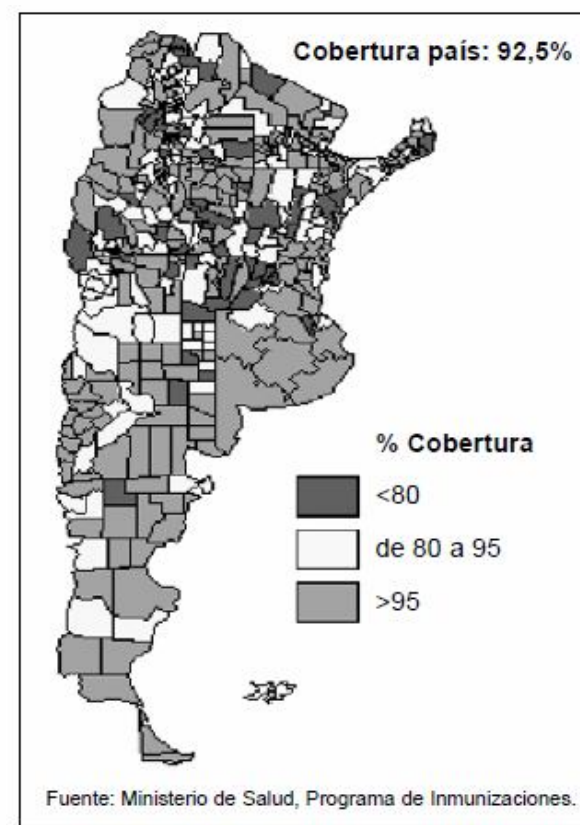 Cobertura país: 92,5%
% Cobertura
<80
de 80 a 95
>95
Fuente: Ministerio de Salud, Programa de Inmunizaciones.